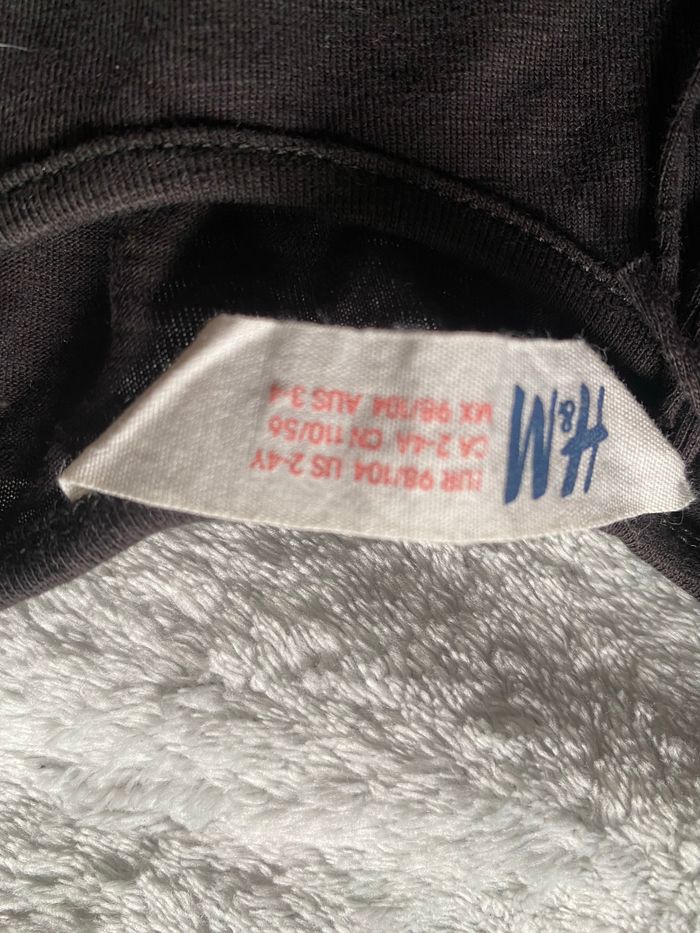 H&M
EUR 98/104 US 2-4Y
CA 2-4A CN 110/56
MX 98/104 AUS 3-4